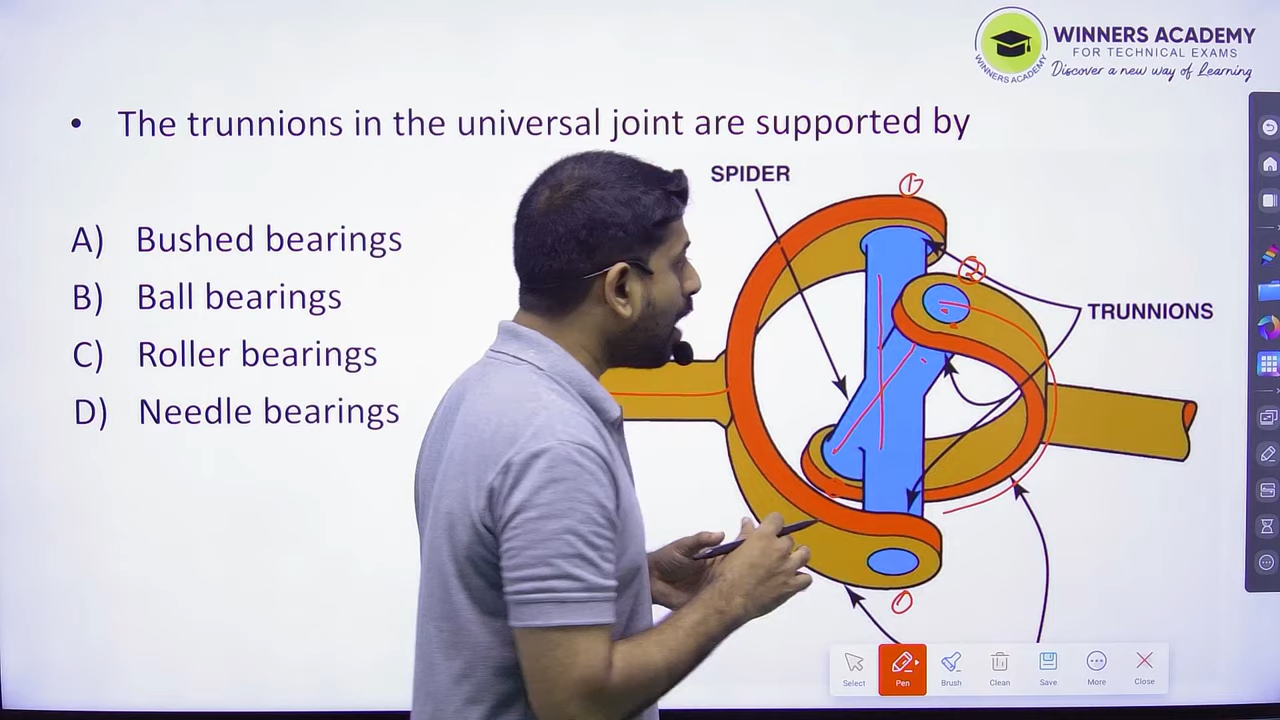 WINNERS ACADEMY
FOR TECHNICAL EXAMS
Discover a new way of Learning
WINNERS ACADEMY
• The trunnions in the universal joint are supported by
SPIDER
①
A) Bushed bearings
②
B) Ball bearings
TRUNNIONS
C) Roller bearings
D) Needle bearings
Select
Pen
Brush
Clean
Save
More
Close